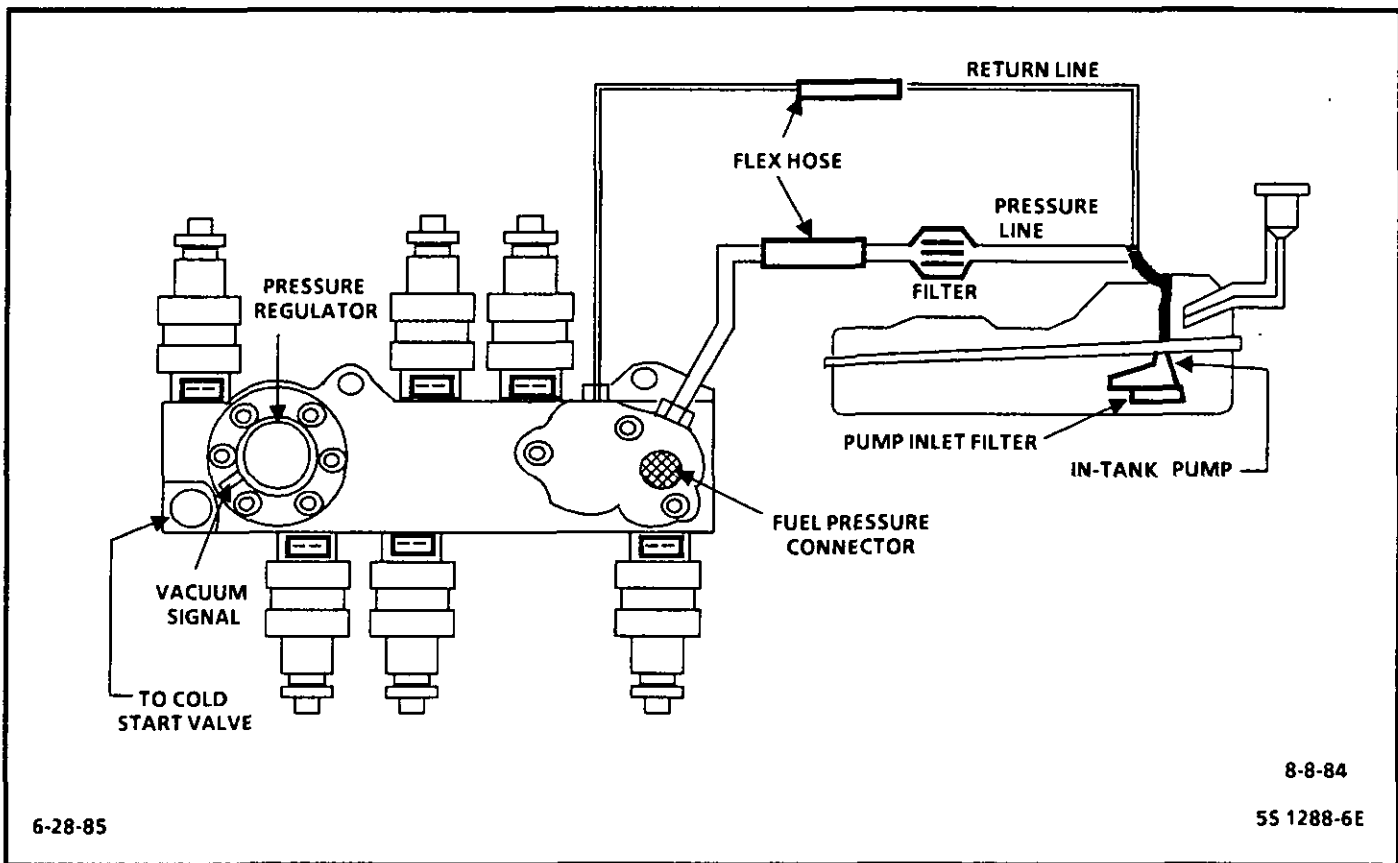 RETURN LINE
FLEX HOSE
PRESSURE
LINE
FILTER
PRESSURE
REGULATOR
PUMP INLET FILTER
IN-TANK PUMP
FUEL PRESSURE
CONNECTOR
VACUUM
SIGNAL
TO COLD
START VALVE
8-8-84
6-28-85
5S 1288-6E